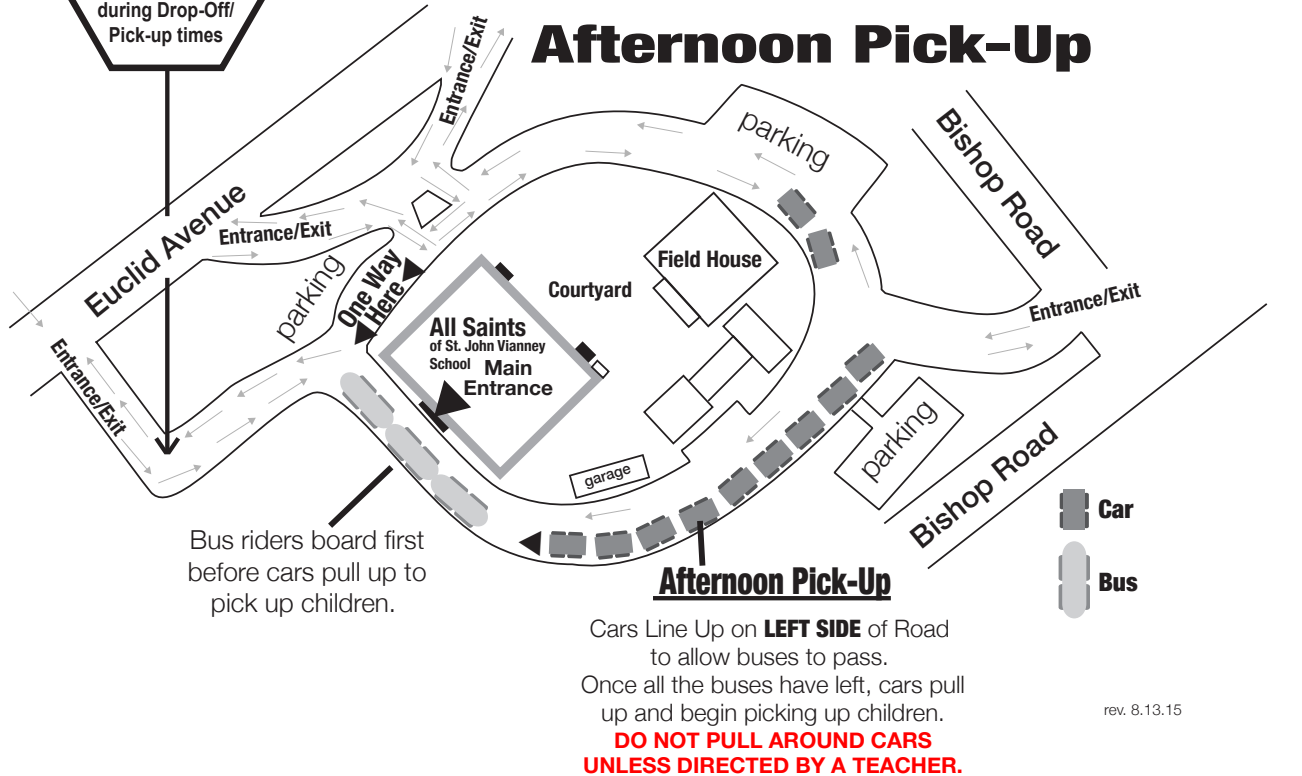 during Drop-Off/
Pick-up times
Afternoon Pick-Up
Entrance/Exit
parking
Bishop Road
Euclid Avenue
Entrance/Exit
parking
One Way
Here
Field House
Courtyard
Entrance/Exit
All Saints
of St. John Vianney
School
Main
Entrance
Entrance/Exit
parking
garage
Bishop Road
Car
Bus
Bus riders board first
before cars pull up to
pick up children.
Afternoon Pick-Up
Cars Line Up on LEFT SIDE of Road
to allow buses to pass.
Once all the buses have left, cars pull
up and begin picking up children.
DO NOT PULL AROUND CARS
UNLESS DIRECTED BY A TEACHER.
rev. 8.13.15